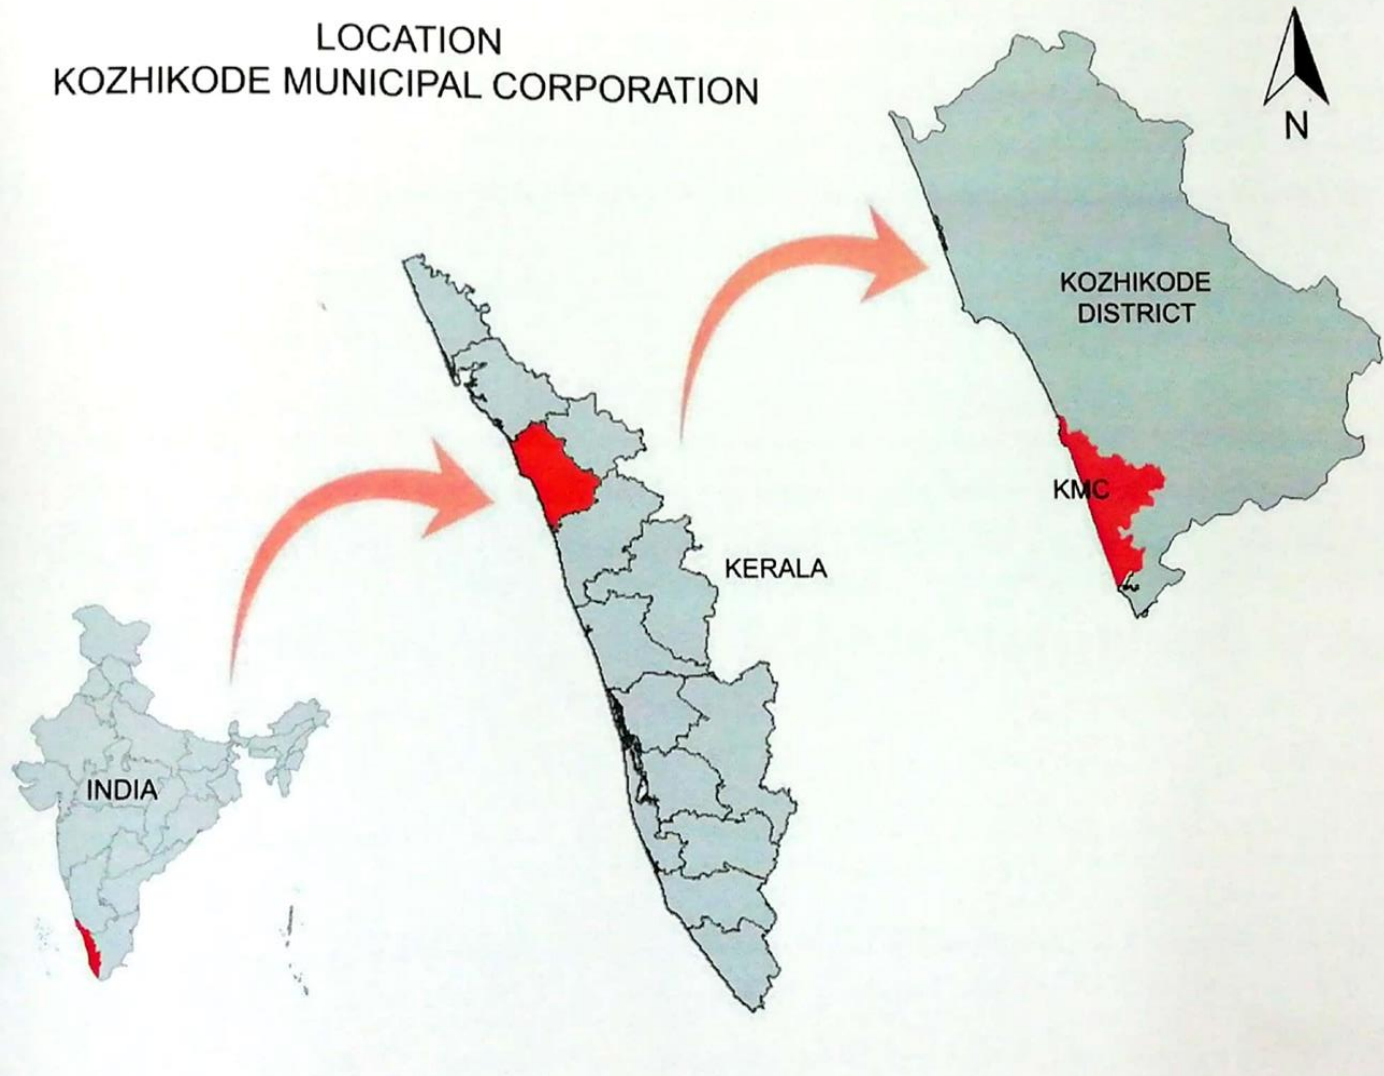 LOCATION
KOZHIKODE MUNICIPAL CORPORATION
N
KOZHIKODE
DISTRICT
KMC
KERALA
INDIA